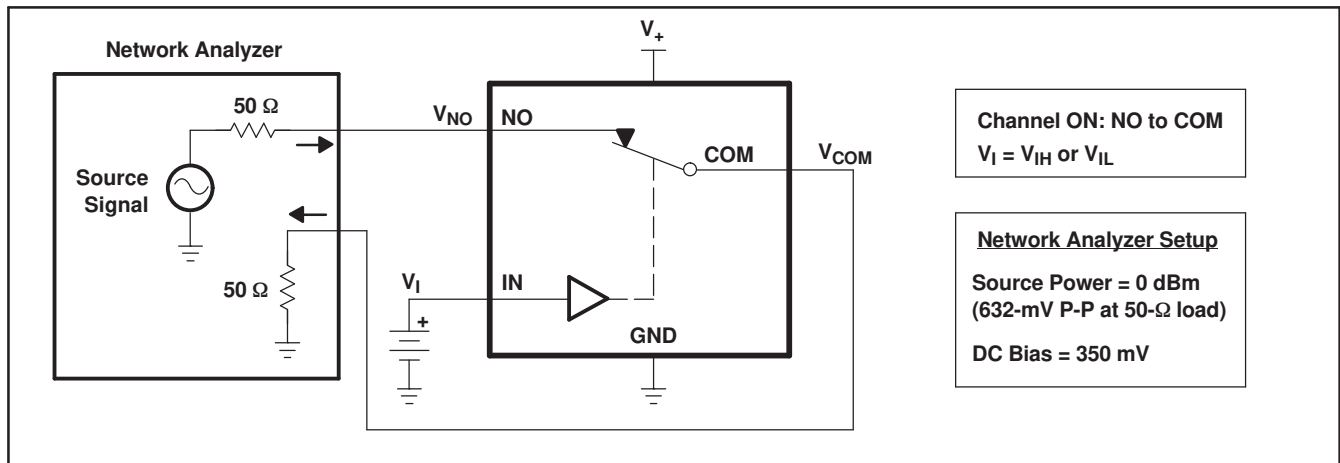 Network Analyzer
50 Ω
Source
Signal
50 Ω
V+
VNO
NO
COM
VCOM
VI
IN
+
GND
Channel ON: NO to COM
VI = VIH or VIL
Network Analyzer Setup
Source Power = 0 dBm
(632-mV P-P at 50-Ω load)
DC Bias = 350 mV